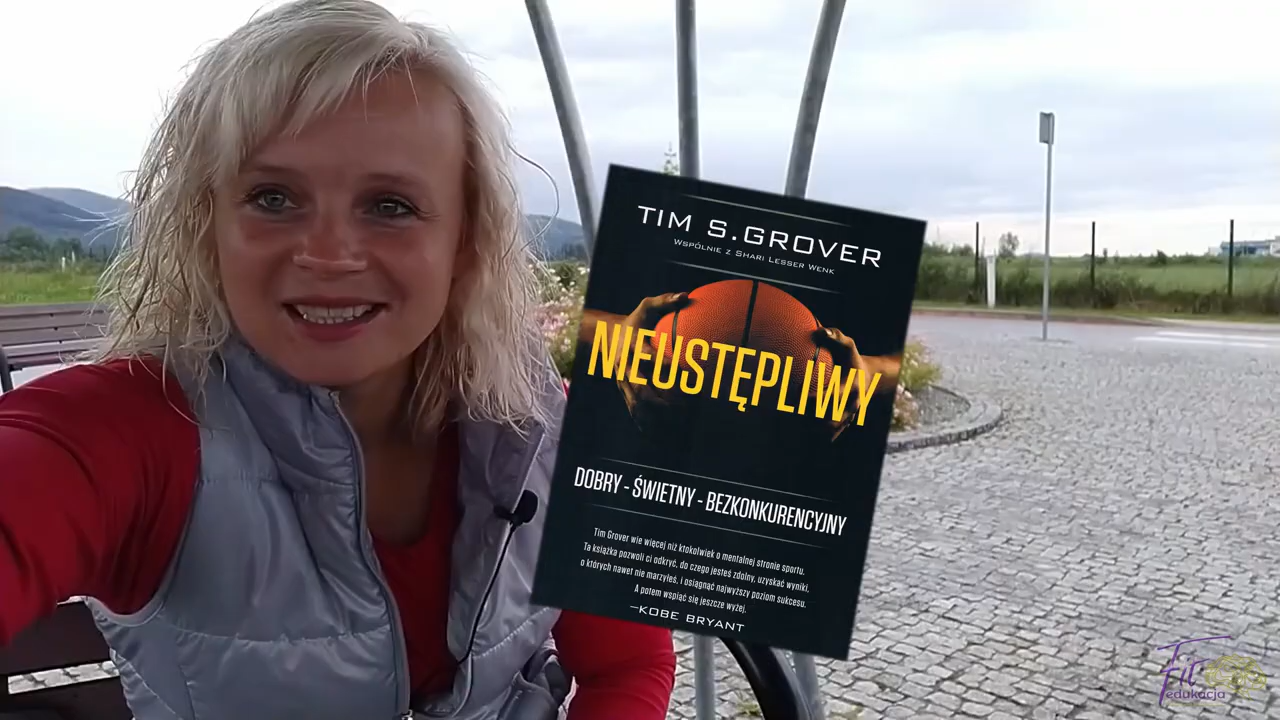 TIM S.GROVER
WSPÓLNIE Z SHARI LESSER WENK
NIEUSTĘPLIWY
DOBRY - ŚWIETNY - BEZKONKURENCYJNY
Tim Grover wie więcej niż ktokolwiek o mentalnej stronie sportu.
Ta książka pozwoli ci odkryć, do czego jesteś zdolny, uzyskać wyniki,
o których nawet nie marzyłeś, i osiągnąć najwyższy poziom sukcesu.
A potem wspiąć się jeszcze wyżej.
—KOBE BRYANT
Fit
edukacja